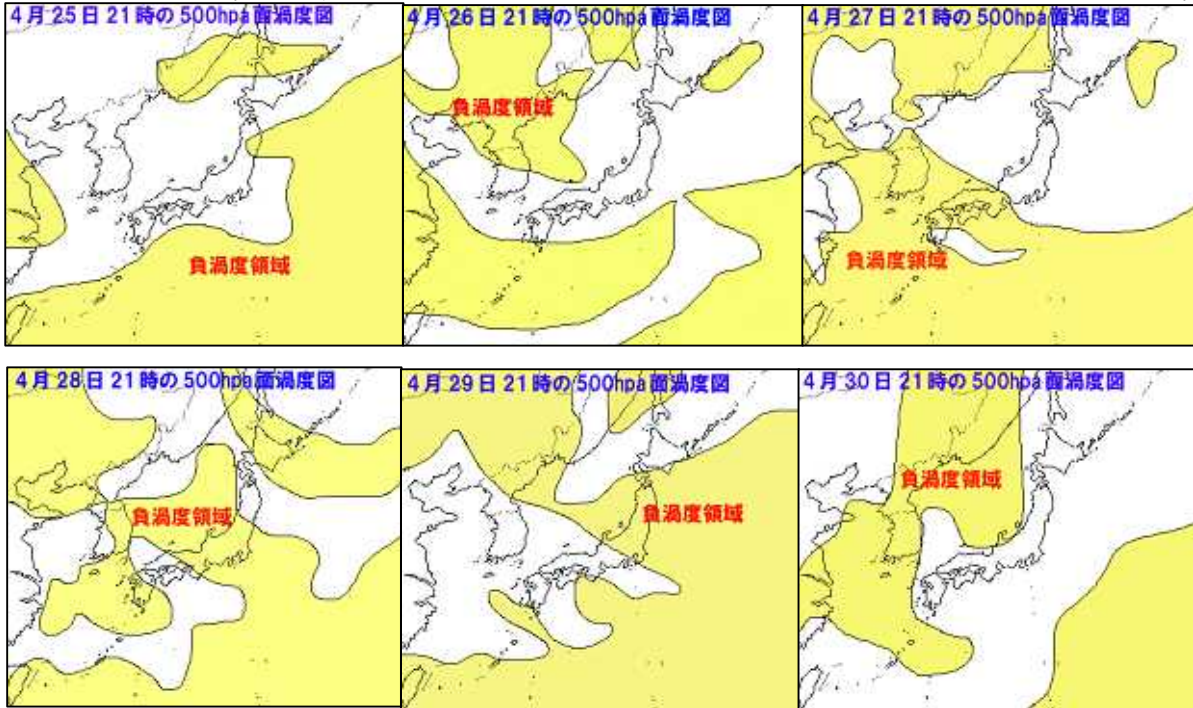 4月25日21時の500hpa面渦度図
負渦度領域
4月26日21時の500hpa面渦度図
負渦度領域
4月27日21時の500hpa面渦度図
負渦度領域
4月28日21時の500hpa面渦度図
負渦度領域
4月29日21時の500hpa面渦度図
負渦度領域
4月30日21時の500hpa面渦度図
負渦度領域